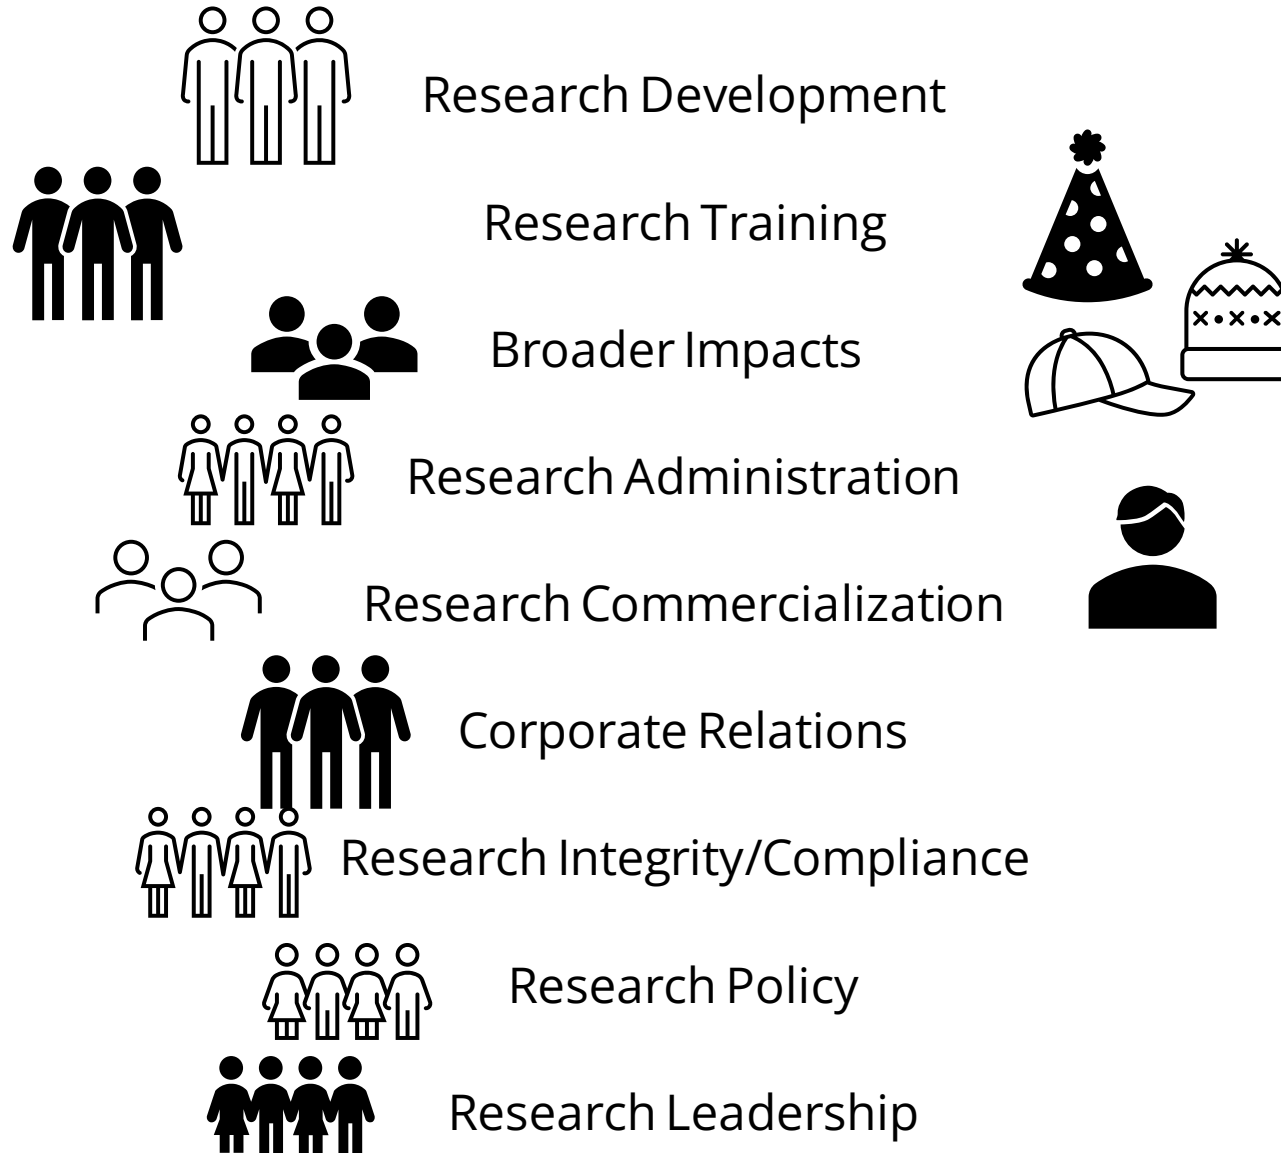 Research Development
Research Training
Broader Impacts
Research Administration
Research Commercialization
Corporate Relations
Research Integrity/Compliance
Research Policy
Research Leadership